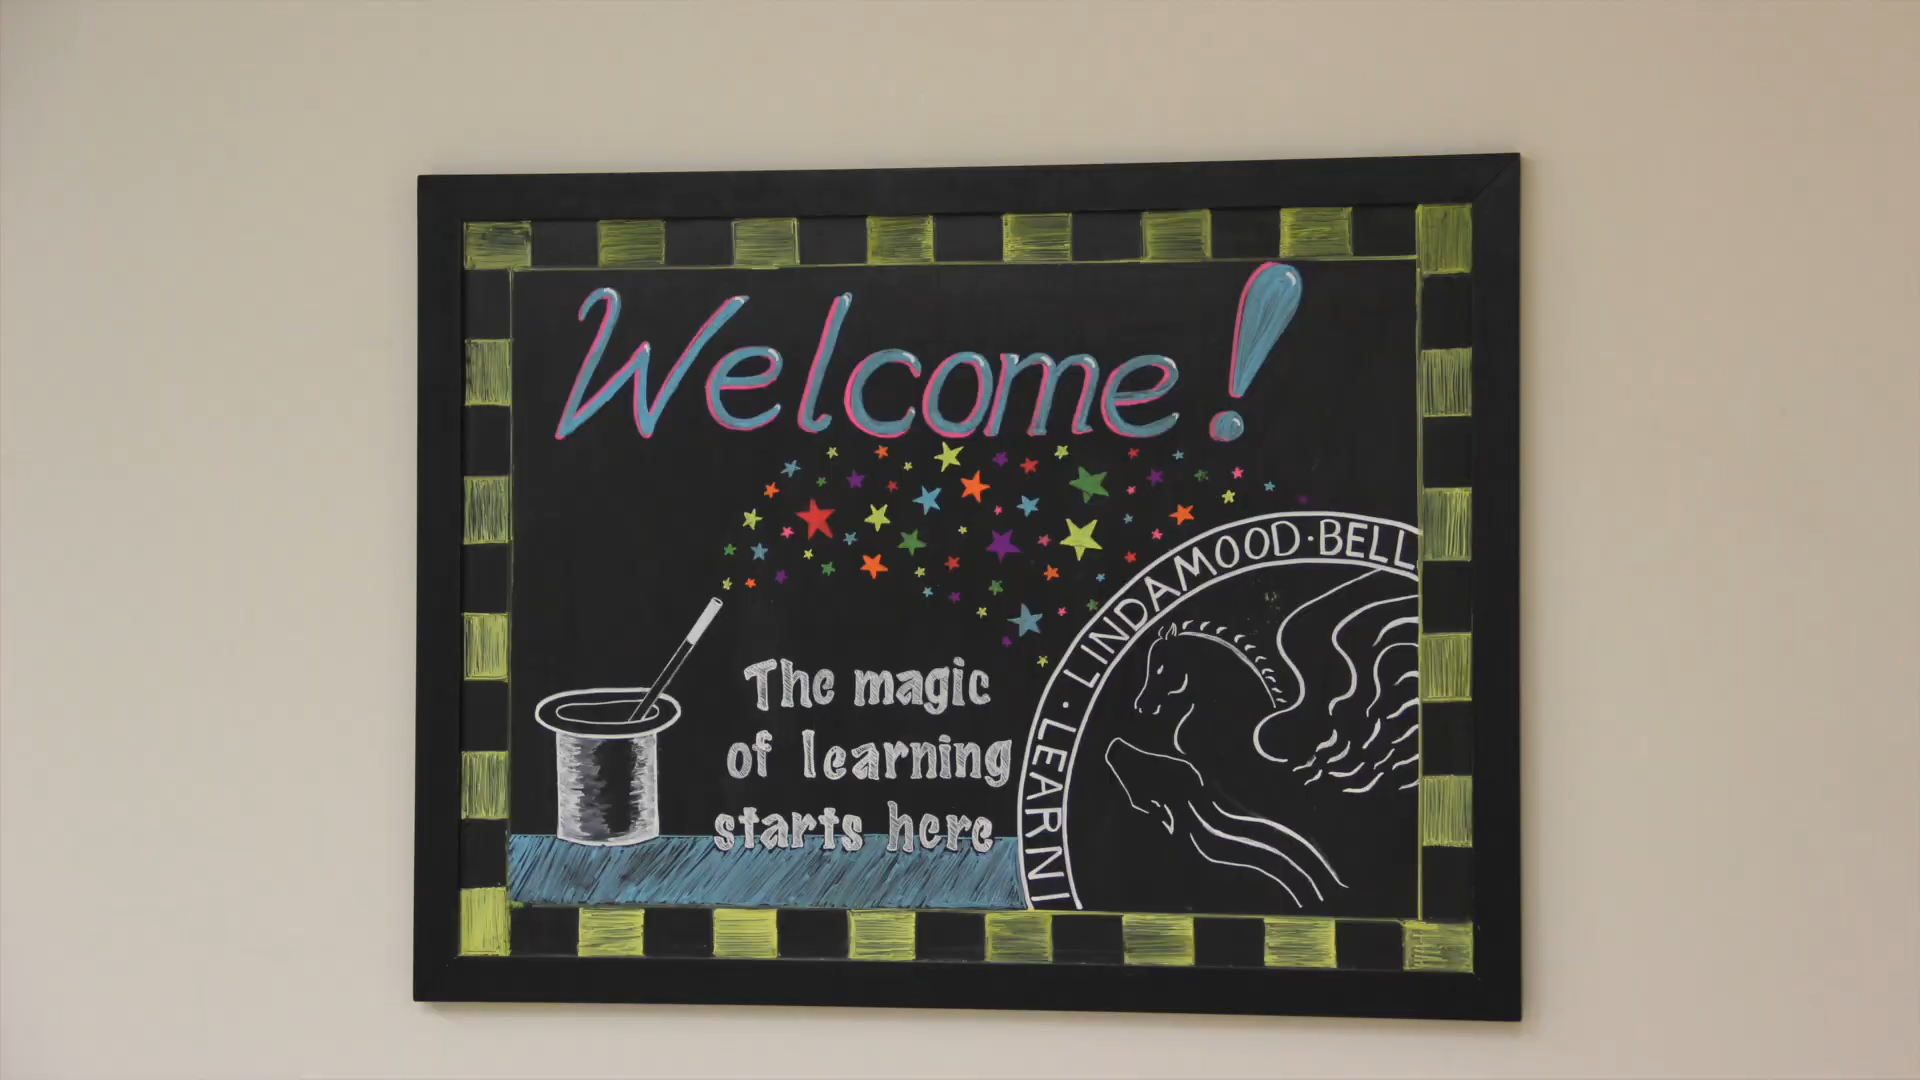 Welcome!
LINDAMOOD·BELL
·LEARNI
The magic
of learning
starts here